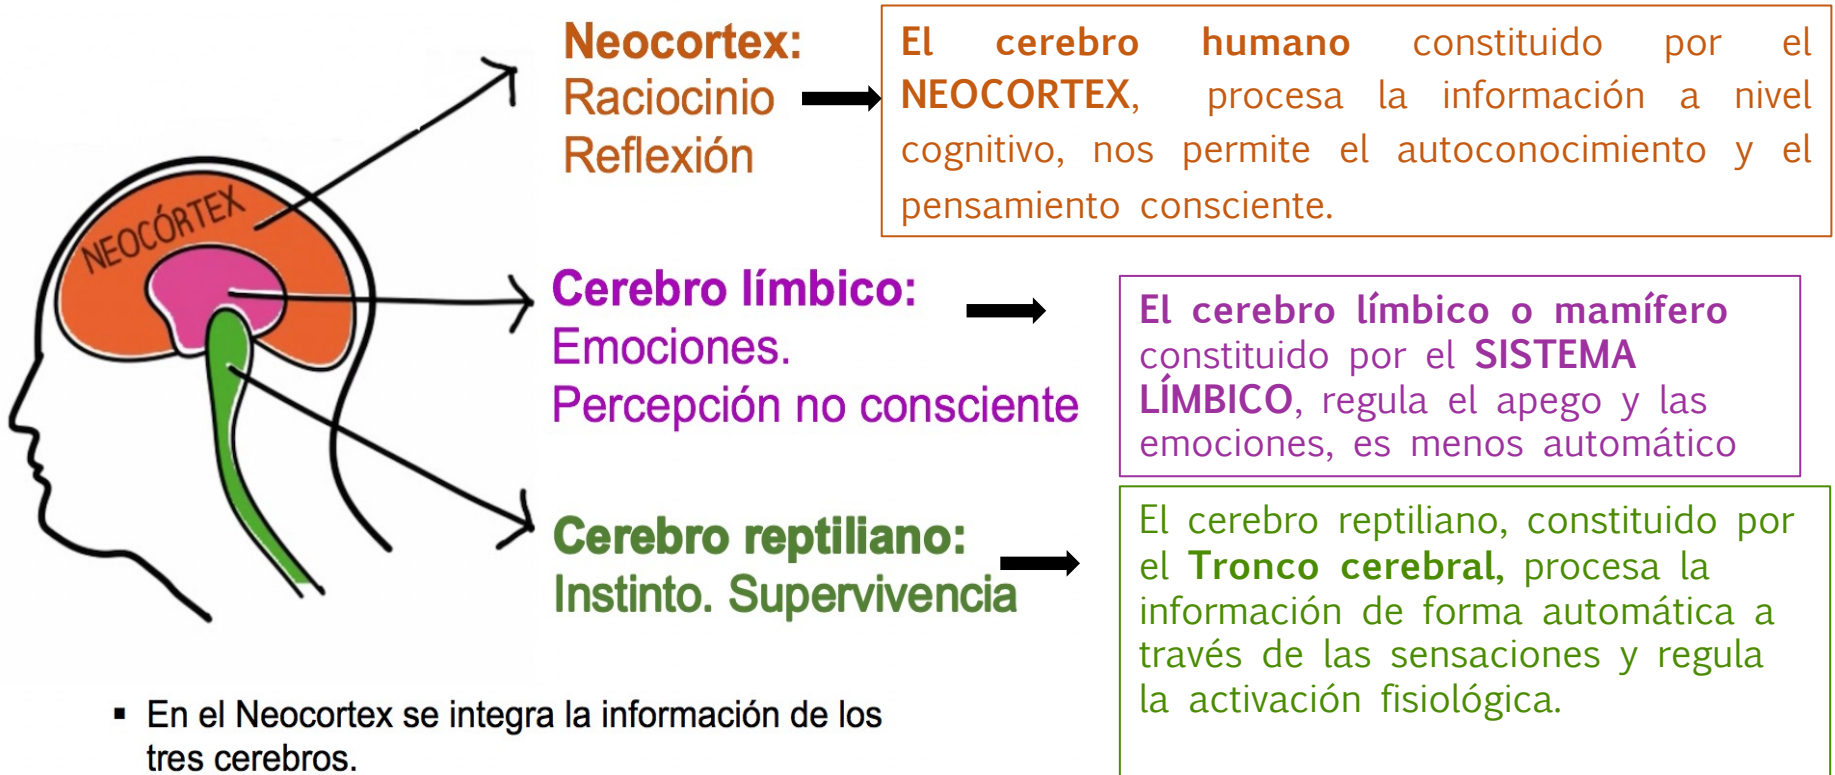 NEOCÓRTEX
Neocortex:
Raciocinio
Reflexión
El cerebro humano constituido por el
NEOCORTEX, procesa la información a nivel
cognitivo, nos permite el autoconocimiento y el
pensamiento consciente.
Cerebro límbico:
Emociones.
Percepción no consciente
El cerebro límbico o mamífero
constituido por el SISTEMA
LÍMBICO, regula el apego y las
emociones, es menos automático
Cerebro reptiliano:
Instinto. Supervivencia
El cerebro reptiliano, constituido por
el Tronco cerebral, procesa la
información de forma automática a
través de las sensaciones y regula
la activación fisiológica.
▪ En el Neocortex se integra la información de los
tres cerebros.